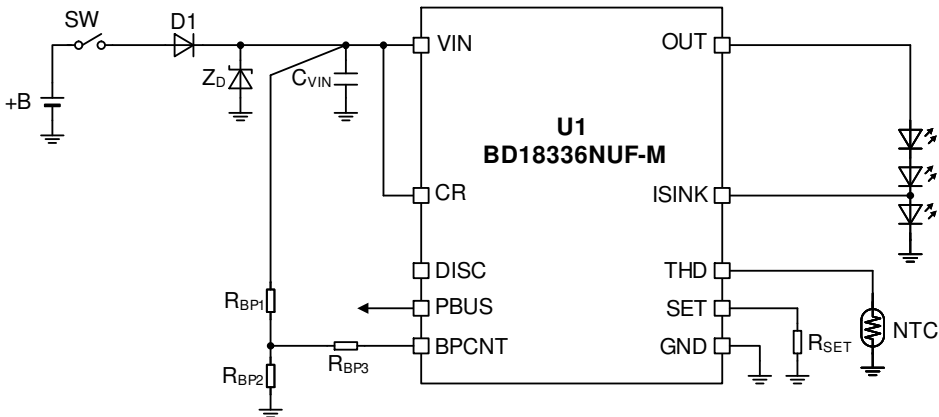 SW
D1
+B
ZD
CVIN
VIN
OUT
U1
BD18336NUF-M
CR
ISINK
DISC
THD
RBP1
PBUS
SET
NTC
RSET
BPCNT
GND
RBP3
RBP2